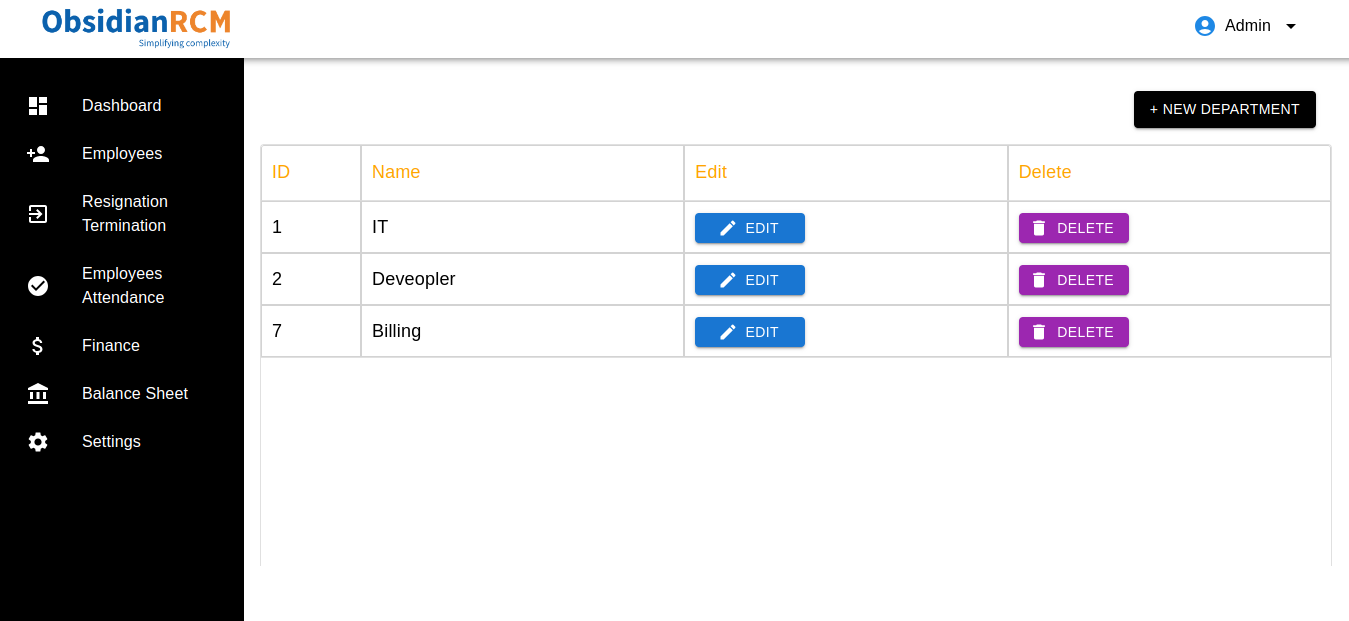 ObsidianRCM
Simplifying complexity
Admin
Dashboard
Employees
Resignation
Termination
Employees
Attendance
Finance
Balance Sheet
Settings
+ NEW DEPARTMENT
ID Name Edit Delete
1 IT EDIT DELETE
2 Deveopler EDIT DELETE
7 Billing EDIT DELETE